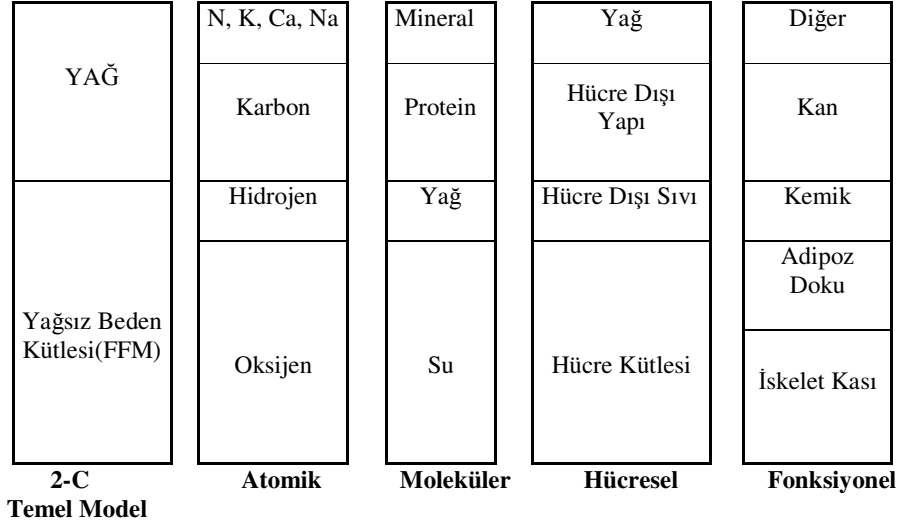 YAĞ
Yağsız Beden
Kütlesi(FFM)
2-C
Temel Model
N, K, Ca, Na
Karbon
Hidrojen
Oksijen
Atomik
Mineral
Protein
Yağ
Su
Moleküler
Yağ
Hücre Dışı
Yapı
Hücre Dışı Sıvı
Hücre Kütlesi
Hücresel
Diğer
Kan
Kemik
Adipoz
Doku
İskelet Kası
Fonksiyonel